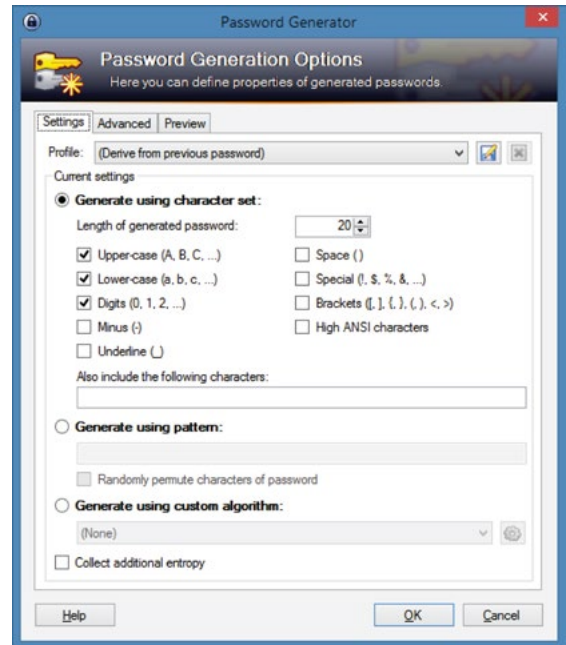 Password Generator
Password Generation Options
Here you can define properties of generated passwords.
Settings Advanced Preview
Profile: (Derive from previous password)
Current settings
Generate using character set:
Length of generated password: 20
Upper-case (A, B, C, ...) Space ( )
Lower-case (a, b, c, ...) Special (!, $, %, &, ...)
Digits (0, 1, 2, ...) Brackets ([, ], {, }, (, ), <, >)
Minus (-) High ANSI characters
Underline (_)
Also include the following characters:
Generate using pattern:
Randomly permute characters of password
Generate using custom algorithm:
(None)
Collect additional entropy
Help OK Cancel